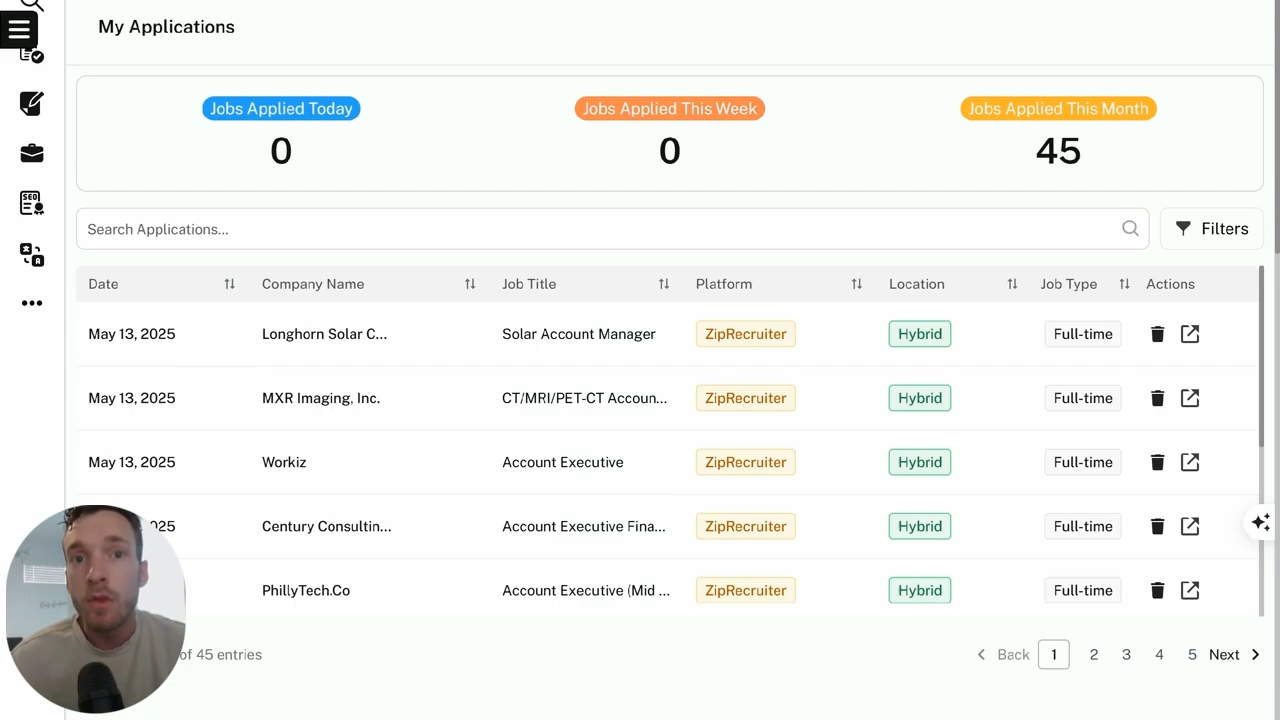 My Applications
Jobs Applied Today
Jobs Applied This Week
Jobs Applied This Month
0
0
45
Search Applications...
Filters
Date Company Name Job Title Platform Location Job Type Actions
May 13, 2025 Longhorn Solar C... Solar Account Manager ZipRecruiter Hybrid Full-time
May 13, 2025 MXR Imaging, Inc. CT/MRI/PET-CT Accoun... ZipRecruiter Hybrid Full-time
May 13, 2025 Workiz Account Executive ZipRecruiter Hybrid Full-time
025 Century Consultin... Account Executive Fina... ZipRecruiter Hybrid Full-time
PhillyTech.Co Account Executive (Mid ... ZipRecruiter Hybrid Full-time
of 45 entries Back 1 2 3 4 5 Next
SEO
A